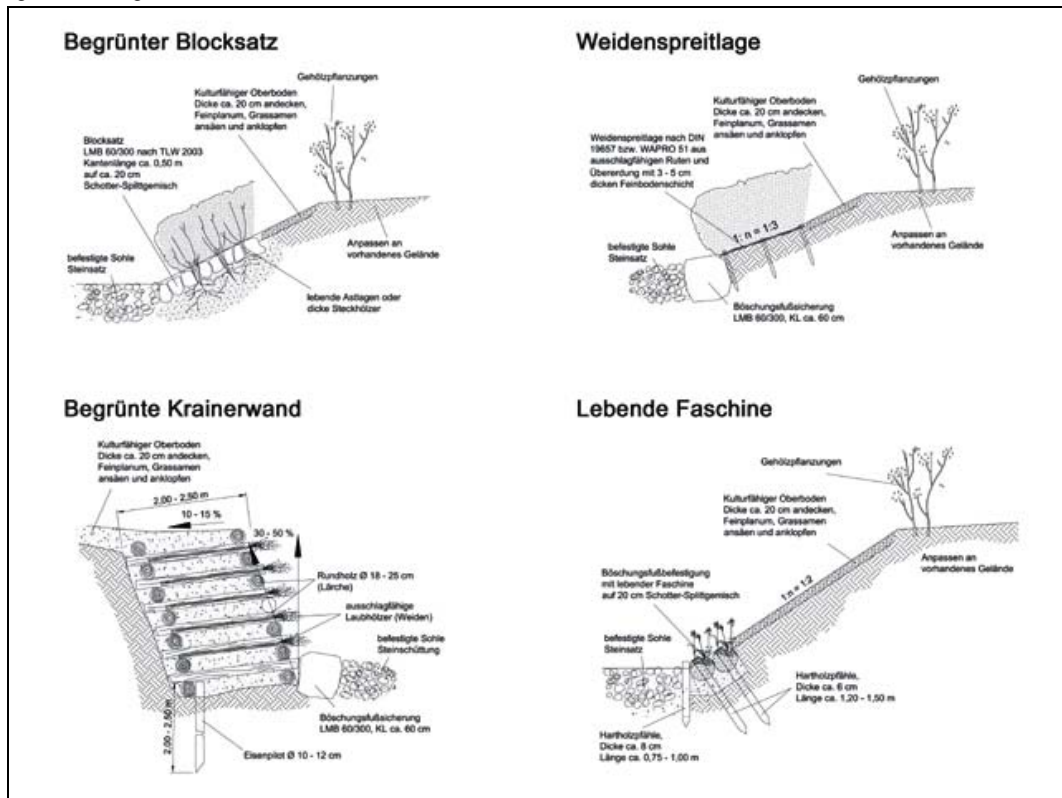 Begrünter Blocksatz
Gehölzpflanzungen
Kulturfähiger Oberboden
Dicke ca. 20 cm andecken,
Feinplanum, Grassamen
ansäen und anklopfen
Blocksatz
LMB 60/300 nach TLW 2003
Kantenlänge ca. 0,50 m
auf ca. 20 cm
Schotter-Splittgemisch
befestigte Sohle
Steinsatz
Anpassen an
vorhandenes Gelände
lebende Astlagen oder
dicke Steckhölzer
Weidenspreitlage
Gehölzpflanzungen
Kulturfähiger Oberboden
Dicke ca. 20 cm andecken,
Feinplanum, Grassamen
ansäen und anklopfen
Weidenspreitlage nach DIN
19657 bzw. WAPRO 51 aus
ausschlagfähigen Ruten und
Übererdung mit 3 - 5 cm
dicken Feinbodenschicht
1: n = 1:3
befestigte Sohle
Steinsatz
Anpassen an
vorhandenes Gelände
Böschungsfußsicherung
LMB 60/300, KL ca. 60 cm
Begrünte Krainerwand
Kulturfähiger Oberboden
Dicke ca. 20 cm andecken,
Feinplanum, Grassamen
ansäen und anklopfen
2,00 - 2,50 m
10 - 15 %
30 - 50 %
Rundholz Ø 18 - 25 cm
(Lärche)
ausschlagfähige
Laubhölzer (Weiden)
befestigte Sohle
Steinschüttung
Böschungsfußsicherung
LMB 60/300, KL ca. 60 cm
2,00 - 2,50 m
Eisenpilot Ø 10 - 12 cm
Lebende Faschine
Gehölzpflanzungen
Kulturfähiger Oberboden
Dicke ca. 20 cm andecken,
Feinplanum, Grassamen
ansäen und anklopfen
Böschungsfußbefestigung
mit lebender Faschine
auf 20 cm Schotter-Splittgemisch
1:n = 1:2
Anpassen an
vorhandenes Gelände
befestigte Sohle
Steinsatz
Hartholzpfähle,
Dicke ca. 6 cm
Länge ca. 1,20 - 1,50 m
Hartholzpfähle,
Dicke ca. 8 cm
Länge ca. 0,75 - 1,00 m